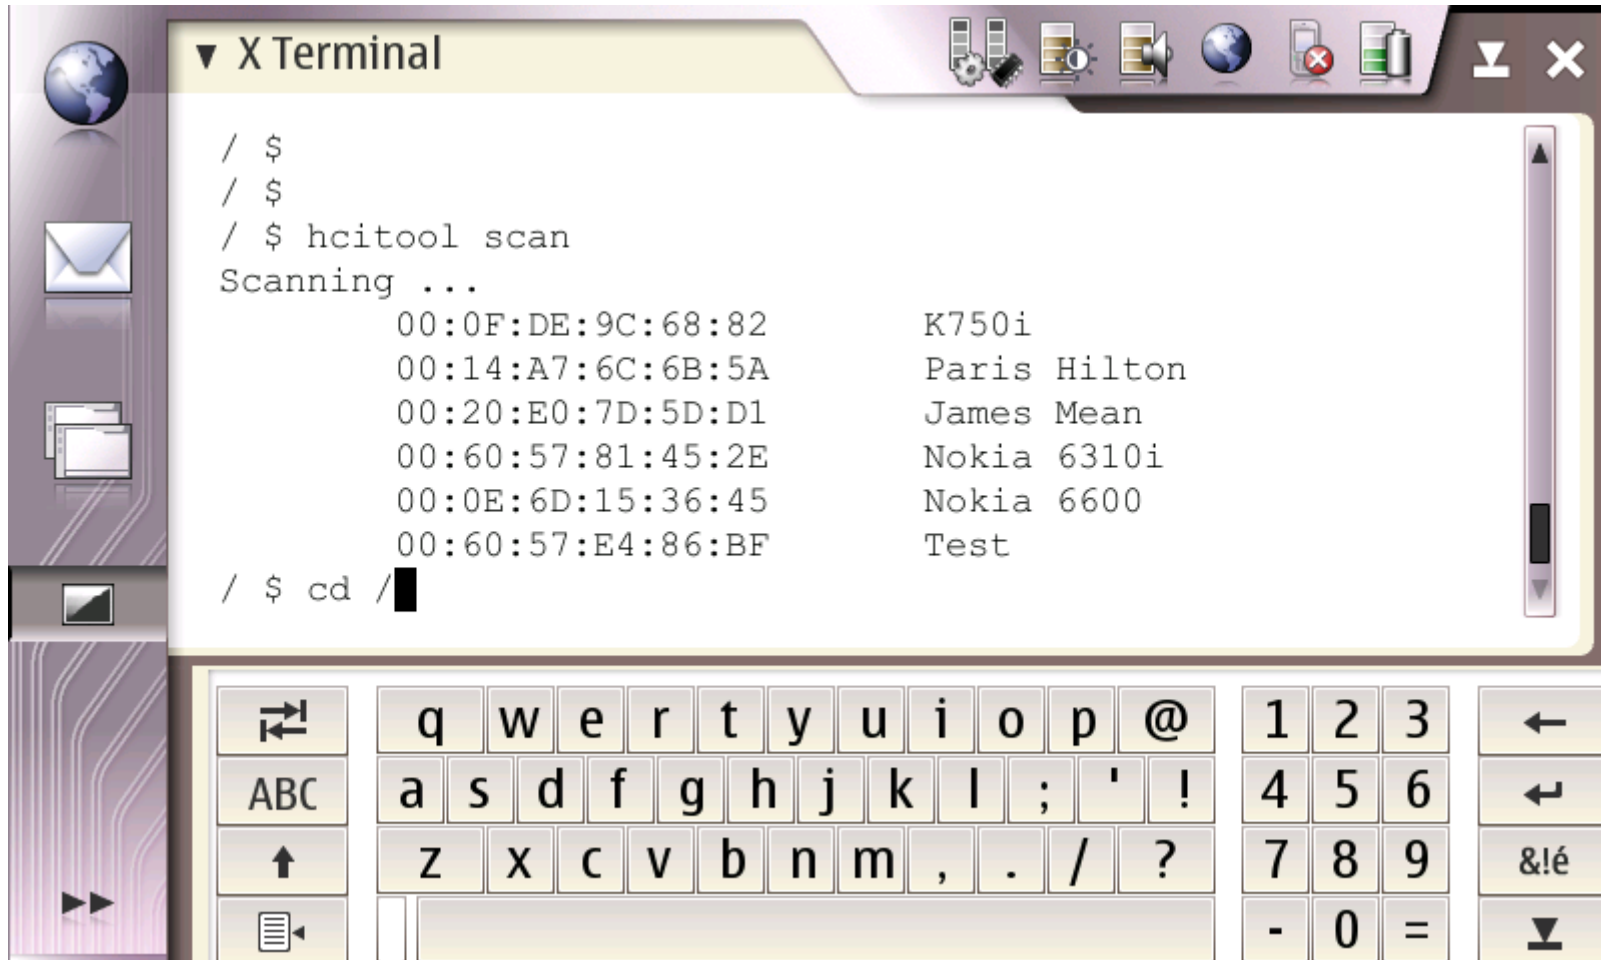 X Terminal
/ $
/ $
/ $ hcitool scan
Scanning ...
00:0F:DE:9C:68:82 K750i
00:14:A7:6C:6B:5A Paris Hilton
00:20:E0:7D:5D:D1 James Mean
00:60:57:81:45:2E Nokia 6310i
00:0E:6D:15:36:45 Nokia 6600
00:60:57:E4:86:BF Test
/ $ cd /
q w e r t y u i o p @ 1 2 3
ABC a s d f g h j k l ; ' ! 4 5 6
z x c v b n m , . / ? 7 8 9 &!é
- 0 =